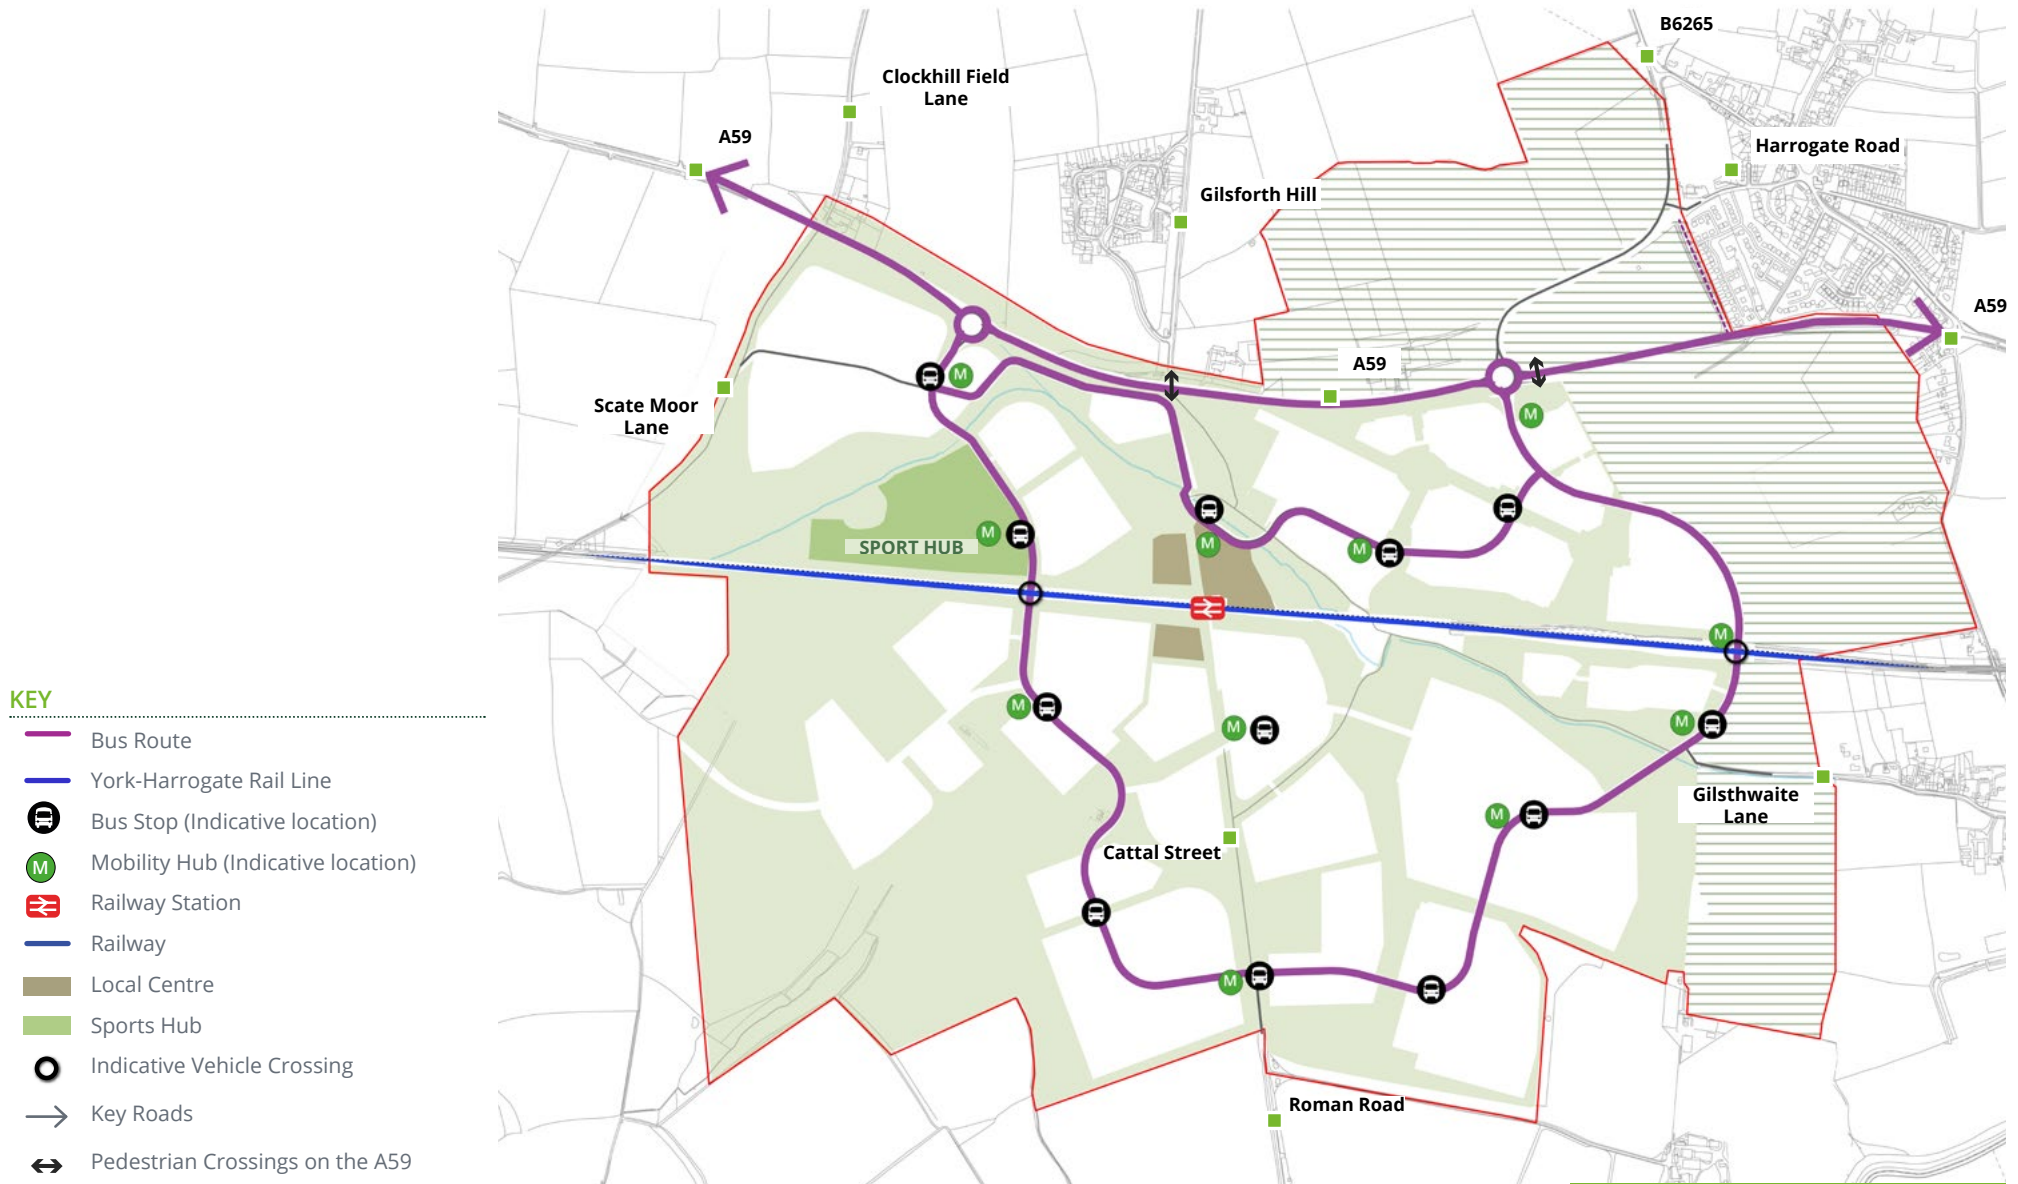 B6265
Clockhill Field
Lane
A59
Harrogate Road
Gilsforth Hill
A59
A59
M
Scate Moor
Lane
M
M
SPORT HUB
M
M
M
KEY
M
M
M
Bus Route
York-Harrogate Rail Line
Gilsthwaite
Lane
Bus Stop (Indicative location)
M
Cattal Street
M
Mobility Hub (Indicative location)
Railway Station
Railway
M
Local Centre
Sports Hub
Indicative Vehicle Crossing
Key Roads
Roman Road
Pedestrian Crossings on the A59